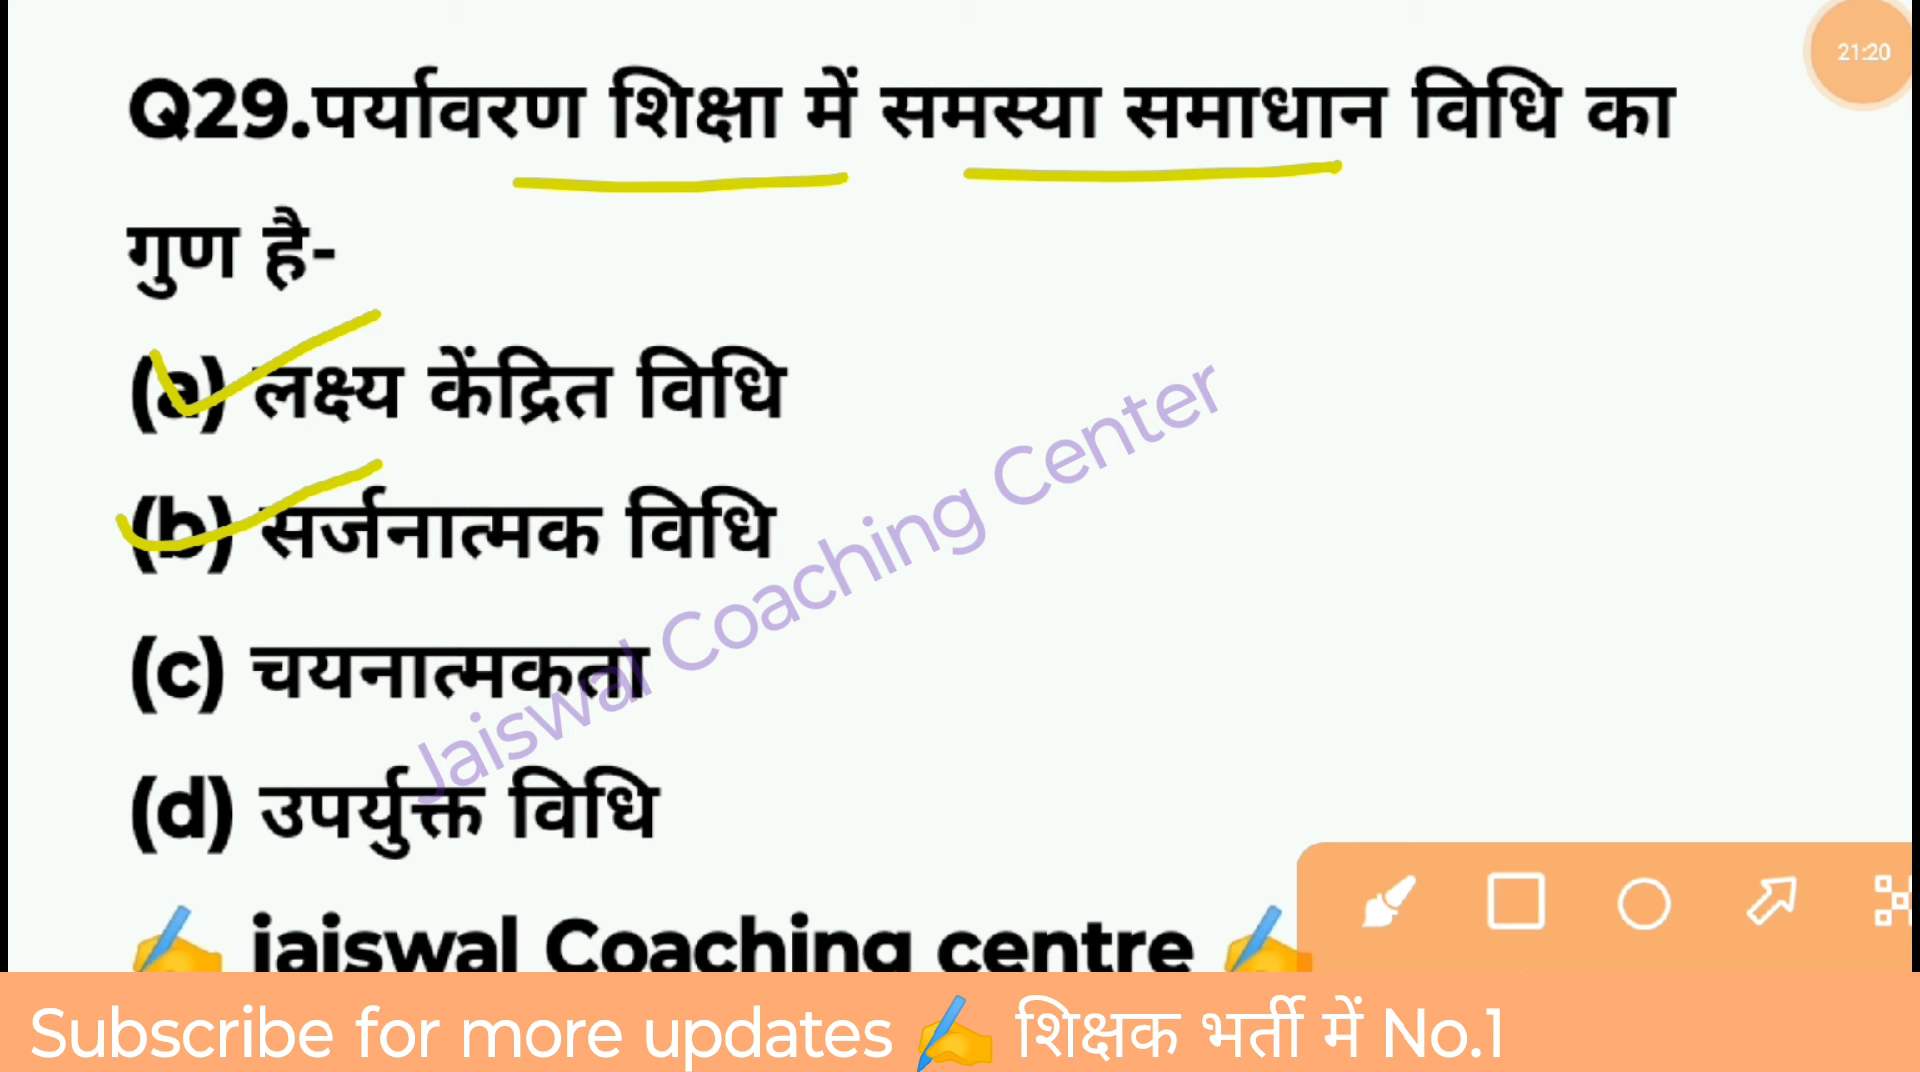 21:20
Q29.पर्यावरण शिक्षा में समस्या समाधान विधि का
गुण है-
(a) लक्ष्य केंद्रित विधि
(b) सर्जनात्मक विधि
(c) चयनात्मकता
(d) उपर्युक्त विधि
Jaiswal Coaching Center
✍️ jaiswal Coaching centre ✍️
Subscribe for more updates ✍️ शिक्षक भर्ती में No.1